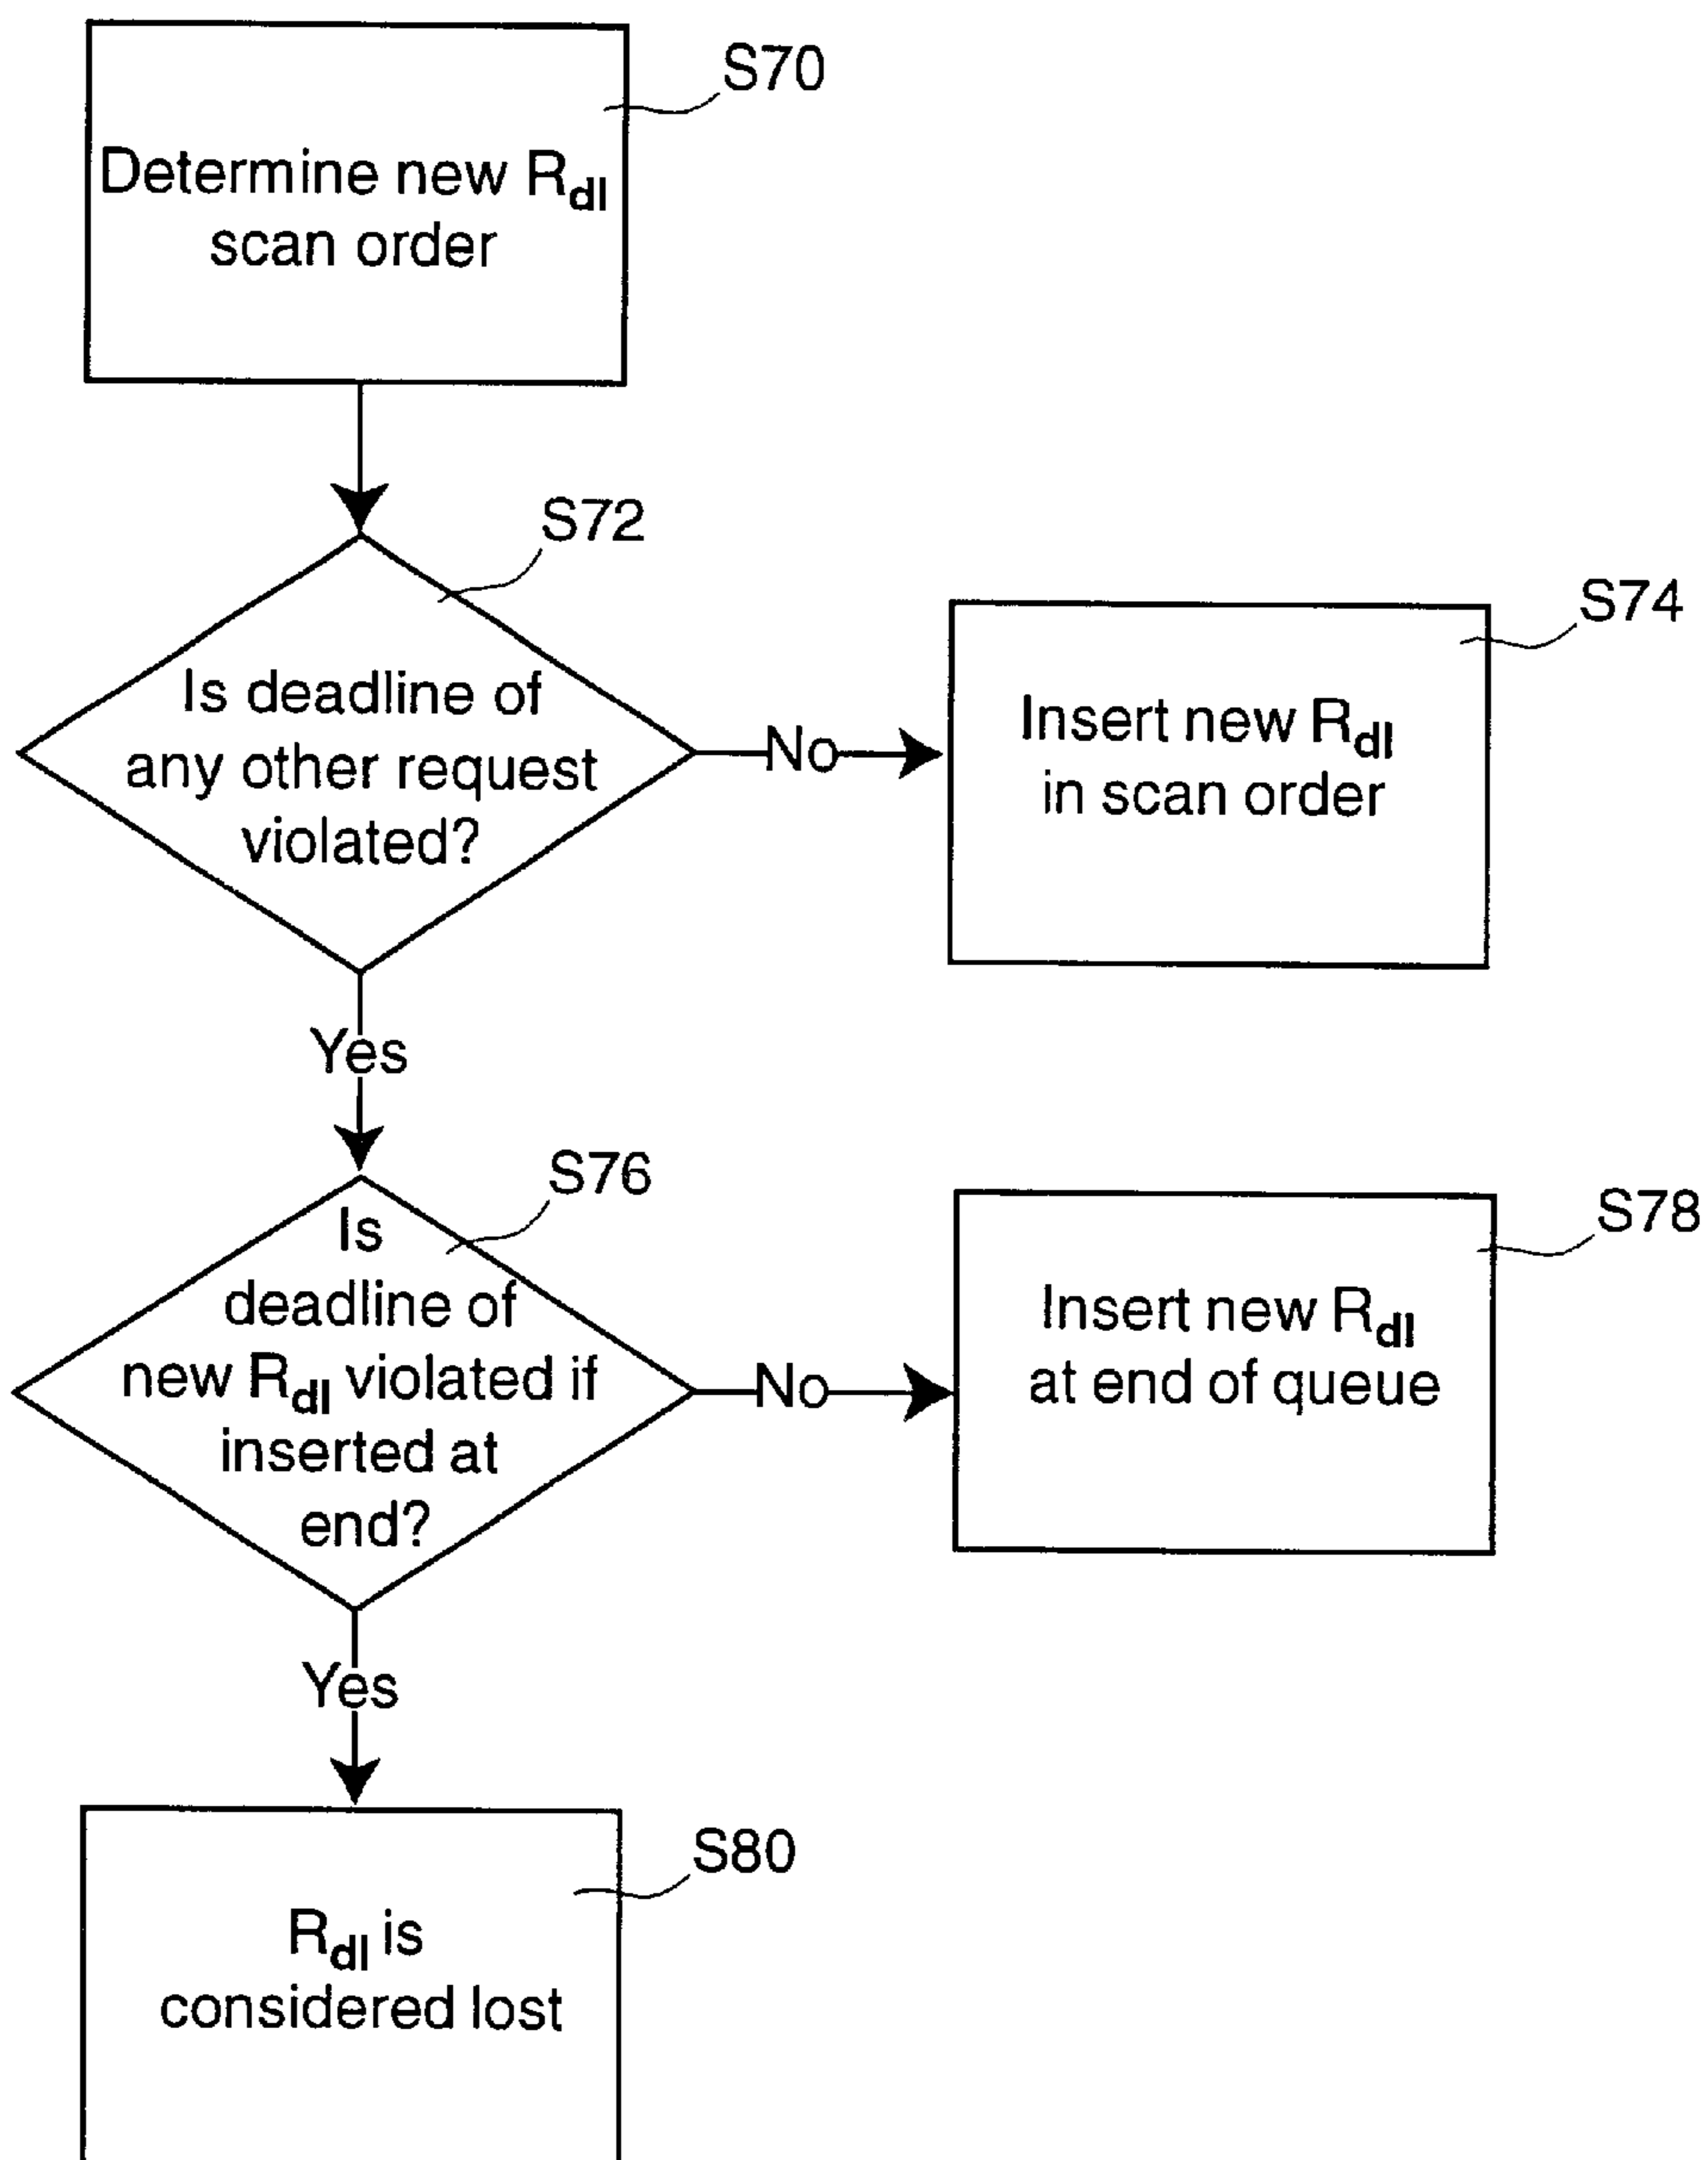 S70
Determine new Rdl
scan order
S72
Is deadline of
any other request
violated?
No
S74
Insert new Rdl
in scan order
Yes
S76
Is
deadline of
new Rdl violated if
inserted at
end?
No
S78
Insert new Rdl
at end of queue
Yes
S80
Rdl is
considered lost